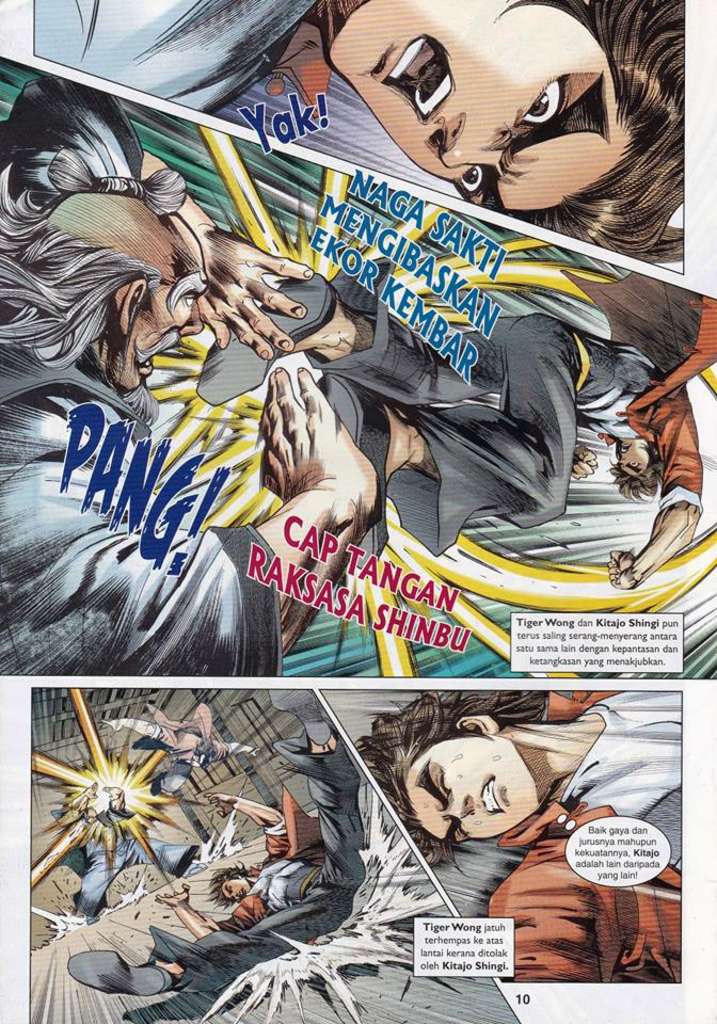 Yak!
NAGA SAKTI
MENGIBASKAN
EKOR KEMBAR
PANG!
CAP TANGAN
RAKSASA SHINBU
Tiger Wong dan Kitajo Shingi pun
terus saling serang-menyerang antara
satu sama lain dengan kepantasan dan
ketangkasan yang menakjubkan.
Baik gaya dan
jurusnya mahupun
kekuatannya, Kitajo
adalah lain daripada
yang lain!
Tiger Wong jatuh
terhempas ke atas
lantai kerana ditolak
oleh Kitajo Shingi.
10